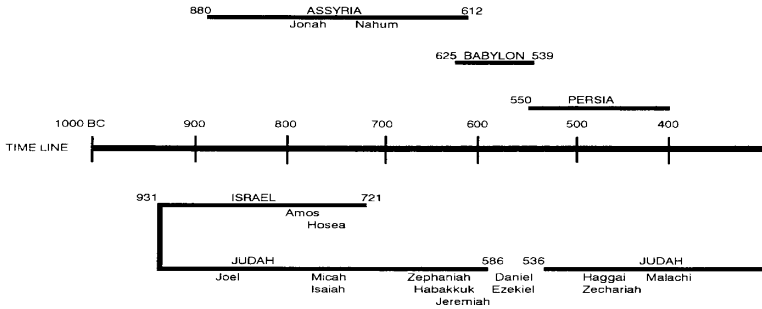 880 ASSYRIA 612
Jonah Nahum
625 BABYLON 539
550 PERSIA
1000 BC 900 800 700 600 500 400
TIME LINE
931 ISRAEL 721
Amos
Hosea
JUDAH 586 536 JUDAH
Joel Micah Zephaniah Daniel Haggai Malachi
Isaiah Habakkuk Ezekiel Zechariah
Jeremiah